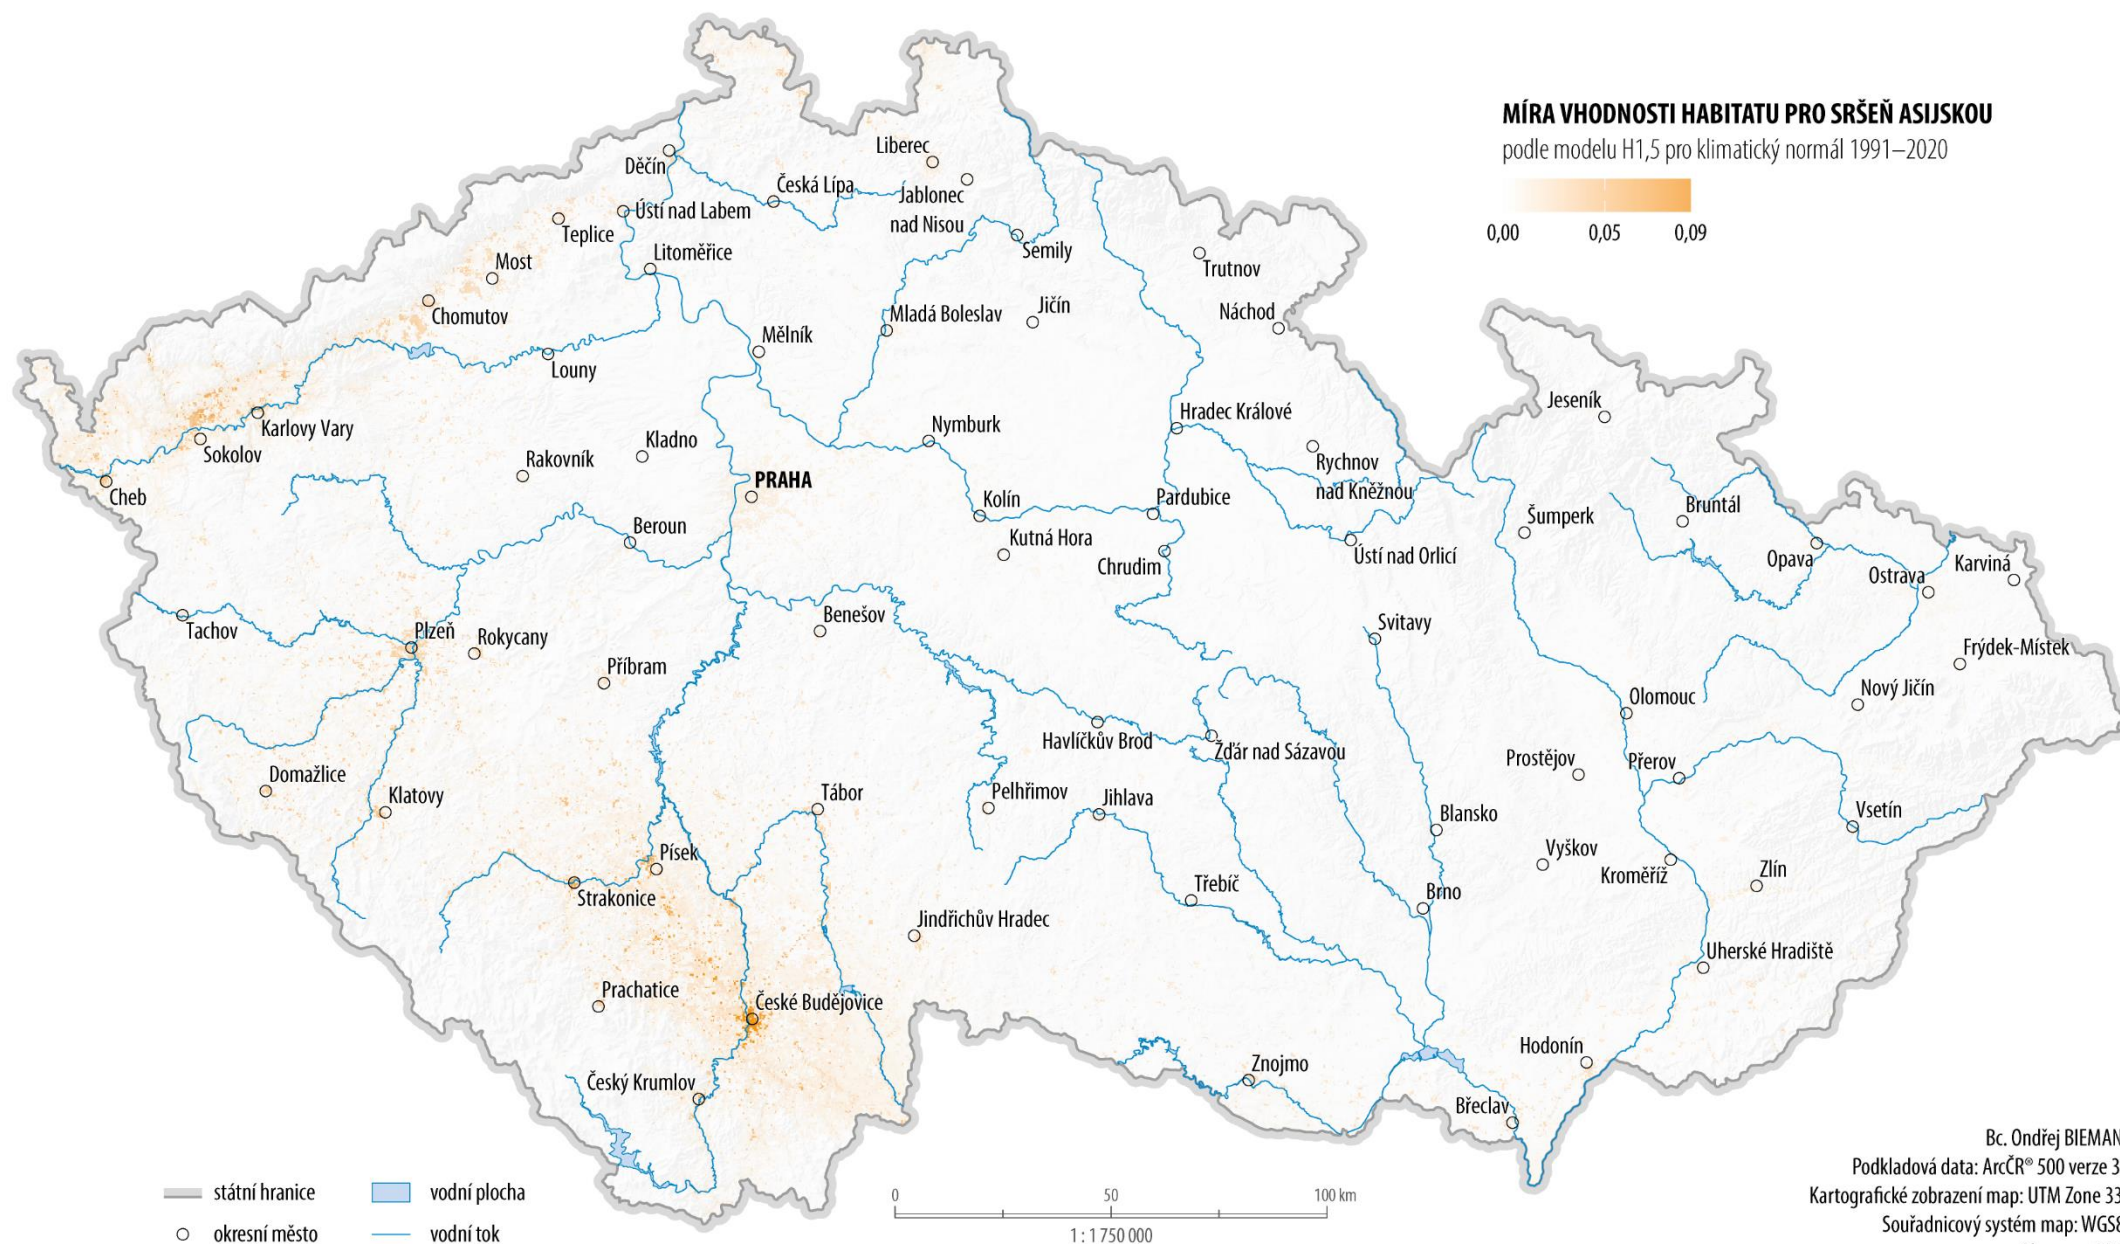 MÍRA VHODNOSTI HABITATU PRO SRŠEŇ ASIJSKOU
podle modelu H1,5 pro klimatický normál 1991–2020
0,00 0,05 0,09
Děčín
Liberec
Česká Lípa
Jablonec
nad Nisou
Ústí nad Labem
Teplice
Semily
Litoměřice
Most
Trutnov
Chomutov
Mladá Boleslav
Jičín
Náchod
Mělník
Louny
Jeseník
Karlovy Vary
Hradec Králové
Nymburk
Kladno
Sokolov
Rakovník
Rychnov
nad Kněžnou
PRAHA
Cheb
Kolín
Pardubice
Bruntál
Šumperk
Beroun
Kutná Hora
Chrudim
Ústí nad Orlicí
Opava
Ostrava
Karviná
Benešov
Svitavy
Tachov
Plzeň
Rokycany
Příbram
Frýdek-Místek
Olomouc
Nový Jičín
Havlíčkův Brod
Žďár nad Sázavou
Prostějov
Přerov
Domažlice
Klatovy
Tábor
Pelhřimov
Jihlava
Blansko
Vsetín
Písek
Vyškov
Kroměříž
Zlín
Strakonice
Třebíč
Brno
Jindřichův Hradec
Uherské Hradiště
Prachatice
České Budějovice
Hodonín
Znojmo
Český Krumlov
Břeclav
státní hranice
vodní plocha
okresní město
vodní tok
0 50 100 km
1 : 1 750 000
Bc. Ondřej BIEMAN
Podkladová data: ArcČR® 500 verze 3
Kartografické zobrazení map: UTM Zone 33
Souřadnicový systém map: WGS8